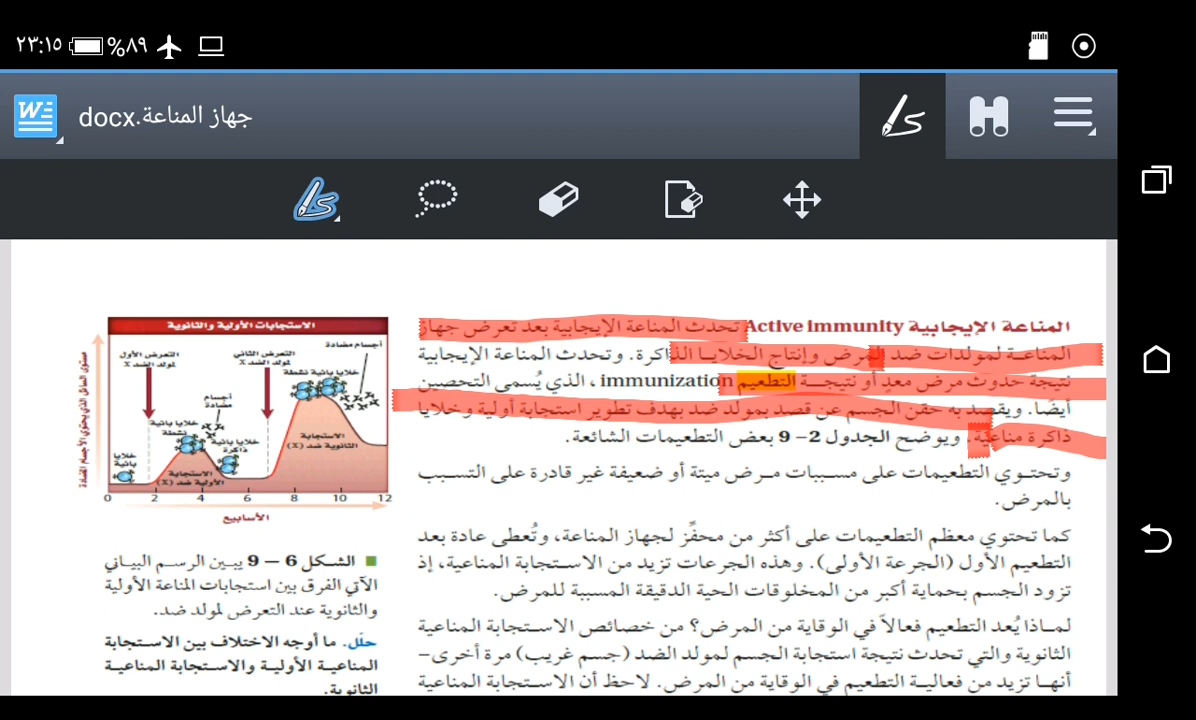 ٢٣:١٥ %٨٩
جهاز المناعة.docx
المناعة الإيجابية Active immunity تحدث المناعة الإيجابية بعد تعرض جهاز
المناعة لمولدات ضد المرض وإنتاج الخلايا الذاكرة. وتحدث المناعة الإيجابية
نتيجة حدوث مرض معدٍ أو نتيجة التطعيم immunization، الذي يُسمى التحصين
أيضًا. ويقصد به حقن الجسم عن قصد بمولد ضد بهدف تطوير استجابة أولية وخلايا
ذاكرة مناعية. ويوضح الجدول 2–9 بعض التطعيمات الشائعة.
وتحتوي التطعيمات على مسببات مرض ميتة أو ضعيفة غير قادرة على التسبب
بالمرض.
كما تحتوي معظم التطعيمات على أكثر من محفِّز لجهاز المناعة، وتُعطى عادة بعد
التطعيم الأول (الجرعة الأولى). وهذه الجرعات تزيد من الاستجابة المناعية، إذ
تزود الجسم بحماية أكبر من المخلوقات الحية الدقيقة المسببة للمرض.
لماذا يُعد التطعيم فعالاً في الوقاية من المرض؟ من خصائص الاستجابة المناعية
الثانوية والتي تحدث نتيجة استجابة الجسم لمولد الضد (جسم غريب) مرة أخرى–
أنها تزيد من فعالية التطعيم في الوقاية من المرض. لاحظ أن الاستجابة المناعية
الاستجابات الأولية والثانوية
التعرض الأول
لمولد الضد X
التعرض الثاني
لمولد الضد X
أجسام مضادة
خلايا بائية نشطة
أجسام
مضادة
خلايا بائية
نشطة
خلايا بائية
ذاكرة
خلايا
بائية
الاستجابة
الأولية ضد (X)
الاستجابة
الثانوية ضد (X)
0 2 4 6 8 10 12
الأسابيع
الشكل 6 – 9 يبين الرسم البياني
الآتي الفرق بين استجابات المناعة الأولية
والثانوية عند التعرض لمولد ضد.
حلّل. ما أوجه الاختلاف بين الاستجابة
المناعية الأولية والاستجابة المناعية
الثانوية.